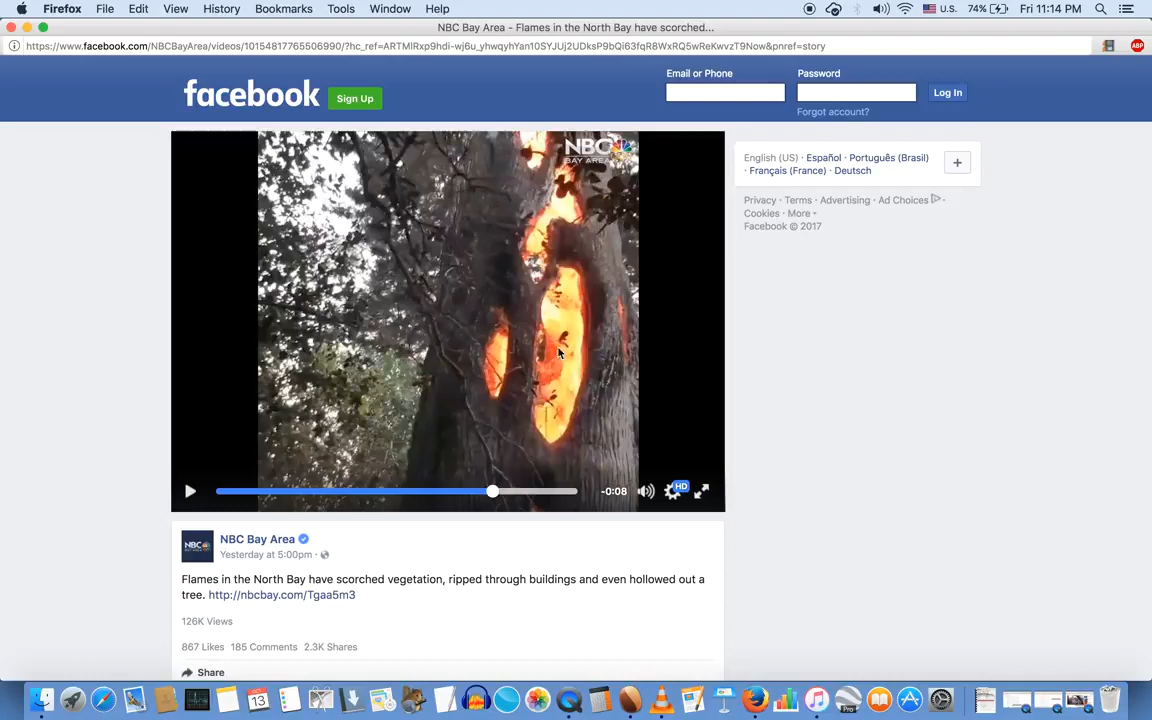 Firefox File Edit View History Bookmarks Tools Window Help U.S. 74% Fri 11:14 PM
NBC Bay Area - Flames in the North Bay have scorched...
https://www.facebook.com/NBCBayArea/videos/10154817765506990/?hc_ref=ARTMlRxp9hdi-wj6u_yhwqyhYan10SYJUj2UDksP9bQi63fqR8WxRQ5wReKwvzT9Now&pnref=story
ABP
Email or Phone Password
facebook Sign Up Log In
Forgot account?
NBC
BAY AREA
English (US) · Español · Português (Brasil)
· Français (France) · Deutsch
+
Privacy · Terms · Advertising · Ad Choices ·
Cookies · More
Facebook © 2017
-0:08 HD
NBC Bay Area
Yesterday at 5:00pm ·
Flames in the North Bay have scorched vegetation, ripped through buildings and even hollowed out a
tree. http://nbcbay.com/Tgaa5m3
126K Views
867 Likes 185 Comments 2.3K Shares
Share
13
Pro